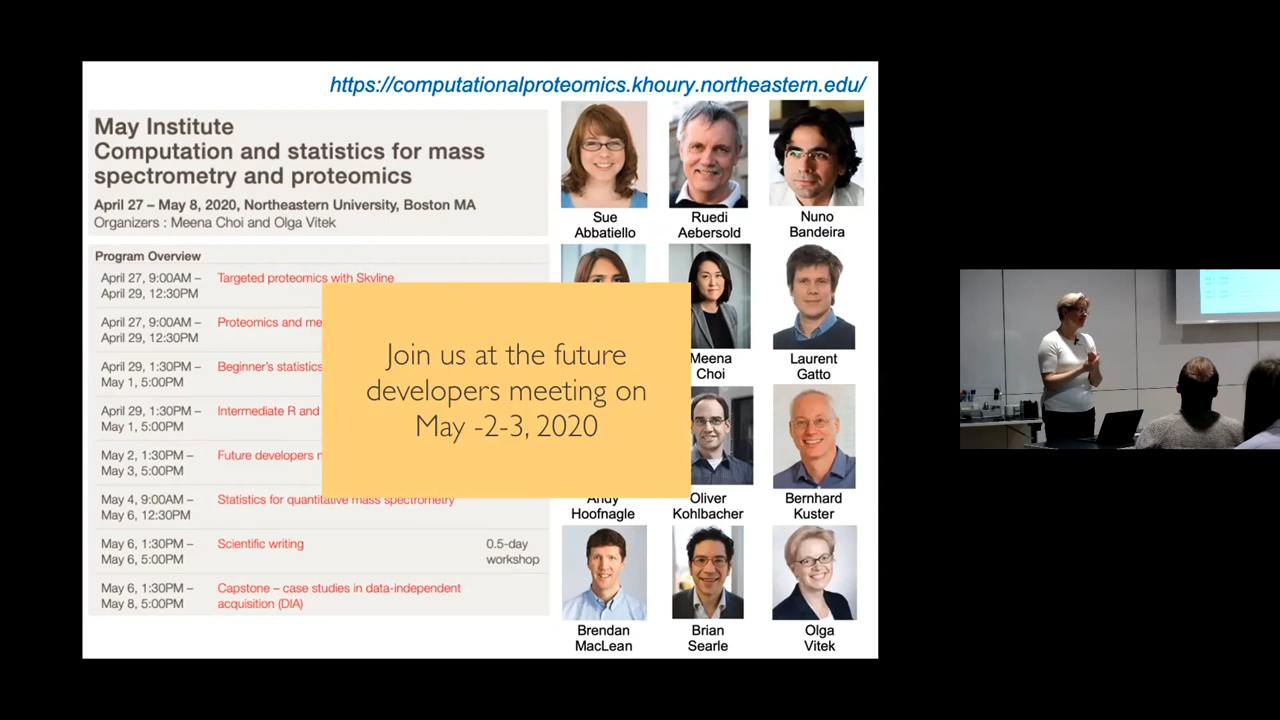 https://computationalproteomics.khoury.northeastern.edu/
May Institute
Computation and statistics for mass
spectrometry and proteomics
April 27 – May 8, 2020, Northeastern University, Boston MA
Organizers : Meena Choi and Olga Vitek
Program Overview
April 27, 9:00AM – Targeted proteomics with Skyline
April 29, 12:30PM
April 27, 9:00AM – Proteomics and me
April 29, 12:30PM
April 29, 1:30PM – Beginner's statistics
May 1, 5:00PM
April 29, 1:30PM – Intermediate R and
May 1, 5:00PM
May 2, 1:30PM – Future developers
May 3, 5:00PM
May 4, 9:00AM – Statistics for quantitative mass spectrometry
May 6, 12:30PM
May 6, 1:30PM – Scientific writing 0.5-day
May 6, 5:00PM workshop
May 6, 1:30PM – Capstone – case studies in data-independent
May 8, 5:00PM acquisition (DIA)
Join us at the future
developers meeting on
May -2-3, 2020
Sue
Abbatiello
Ruedi
Aebersold
Nuno
Bandeira
Meena
Choi
Laurent
Gatto
Andy
Hoofnagle
Oliver
Kohlbacher
Bernhard
Kuster
Brendan
MacLean
Brian
Searle
Olga
Vitek